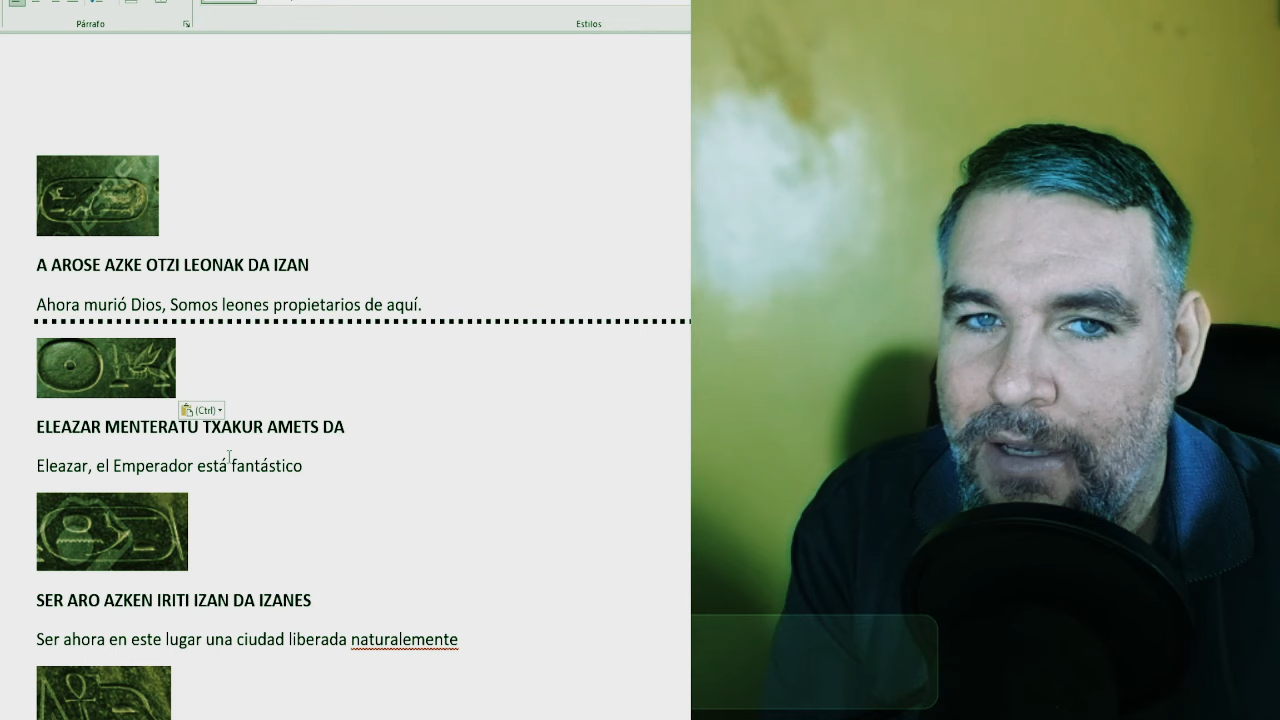 Párrafo
Estilos
A AROSE AZKE OTZI LEONAK DA IZAN
Ahora murió Dios, Somos leones propietarios de aquí.
(Ctrl)
ELEAZAR MENTERATU TXAKUR AMETS DA
Eleazar, el Emperador está fantástico
SER ARO AZKEN IRITI IZAN DA IZANES
Ser ahora en este lugar una ciudad liberada naturalemente